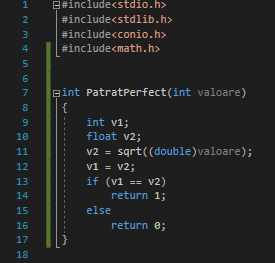 1 #include<stdio.h>
2 #include<stdlib.h>
3 #include<conio.h>
4 #include<math.h>
5
6
7 int PatratPerfect(int valoare)
8 {
9 int v1;
10 float v2;
11 v2 = sqrt((double)valoare);
12 v1 = v2;
13 if (v1 == v2)
14 return 1;
15 else
16 return 0;
17 }
18